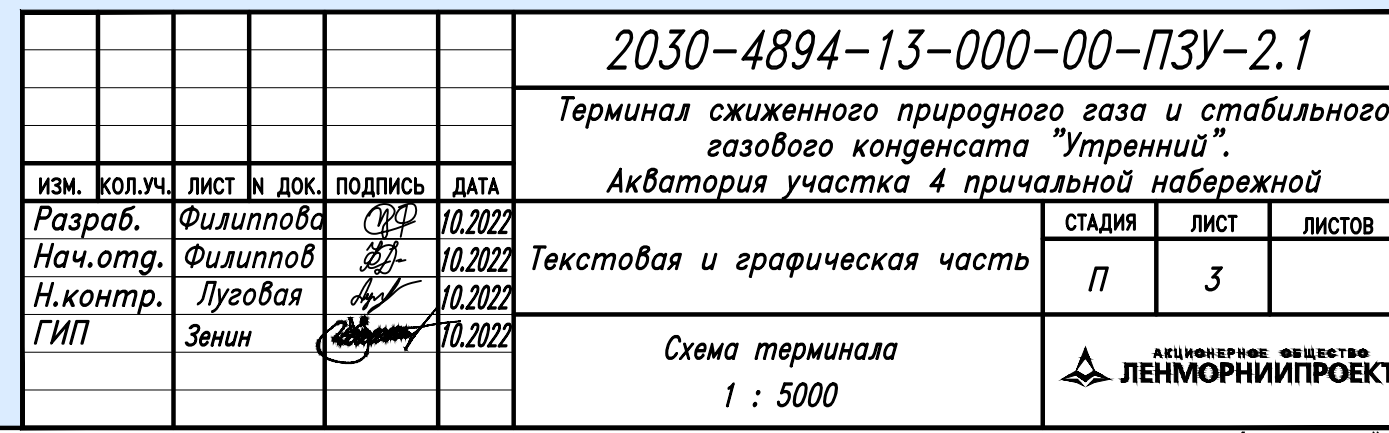 2030-4894-13-000-00-ПЗУ-2.1
Терминал сжиженного природного газа и стабильного
газового конденсата "Утренний".
Акватория участка 4 причальной набережной
ИЗМ. КОЛ.УЧ. ЛИСТ N ДОК. ПОДПИСЬ ДАТА
Разраб. Филиппова 10.2022
Нач.отд. Филиппов 10.2022
Н.контр. Луговая 10.2022
ГИП Зенин 10.2022
Текстовая и графическая часть
СТАДИЯ ЛИСТ ЛИСТОВ
П 3
Схема терминала
1 : 5000
АКЦИОНЕРНОЕ ОБЩЕСТВО
ЛЕНМОРНИИПРОЕКТ